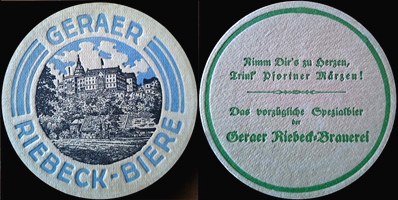 GERAER
RIEBECK-BIERE
Nimm Dir's zu Herzen,
Trink' Pfortner Märzen!
Das vorzügliche Spezialbier
der
Geraer Riebeck-Brauerei